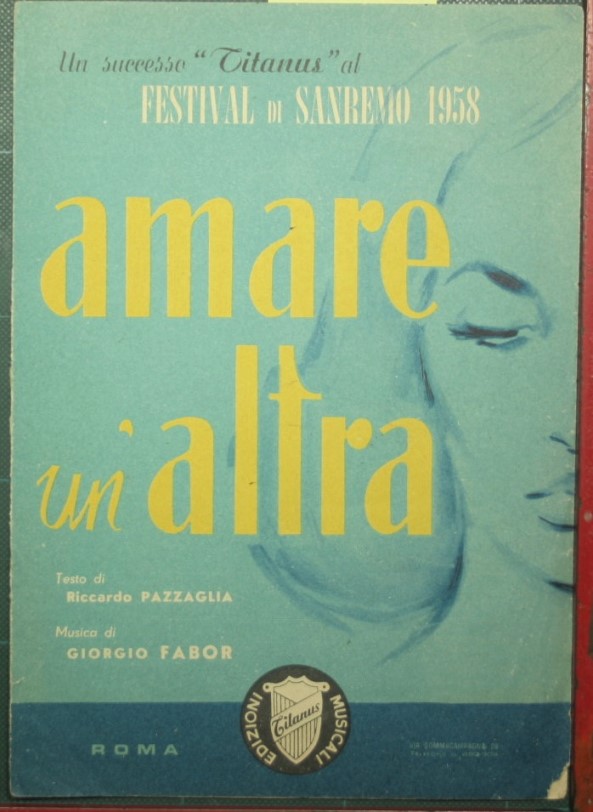 Un successo "Titanus" al
FESTIVAL DI SANREMO 1958
amare
un'altra
Testo di
Riccardo PAZZAGLIA
Musica di
GIORGIO FABOR
EDIZIONI MUSICALI
Titanus
ROMA